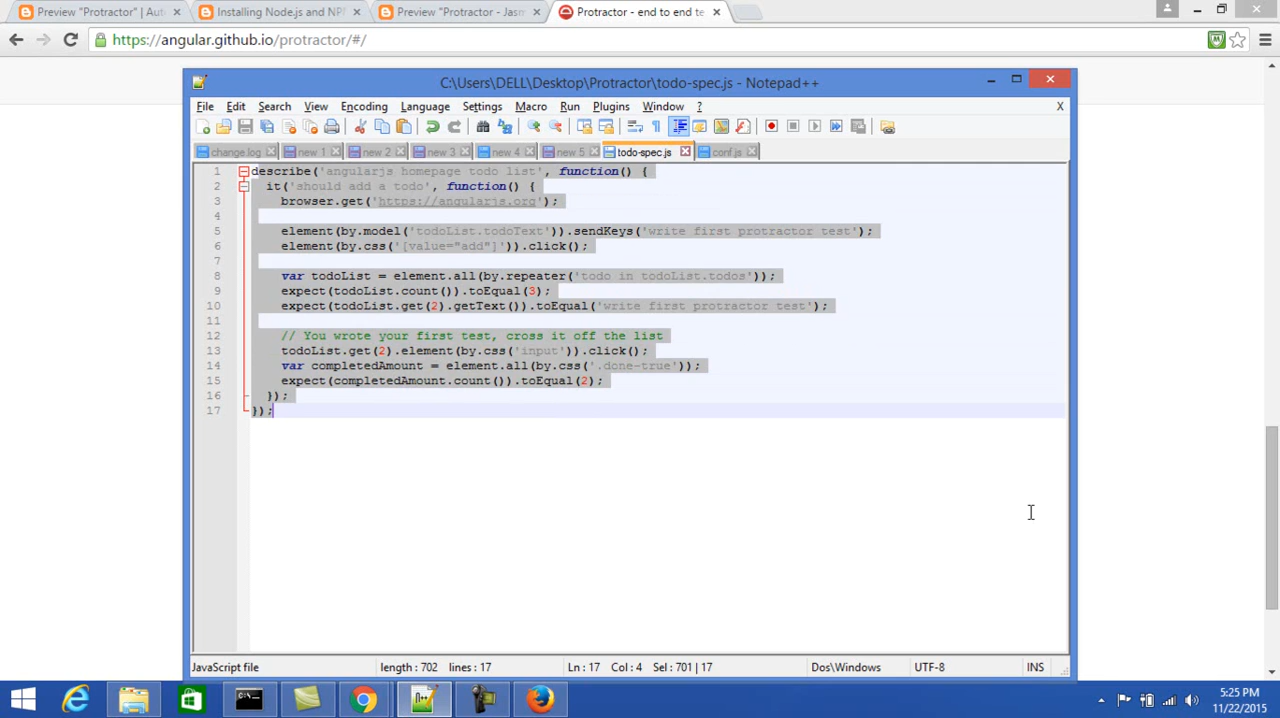 Preview "Protractor" | Aut
Installing Node.js and NPM
Preview "Protractor - Jasm
Protractor - end to end te
https://angular.github.io/protractor/#/
C:\Users\DELL\Desktop\Protractor\todo-spec.js - Notepad++
File Edit Search View Encoding Language Settings Macro Run Plugins Window ? X
change.log new 1 new 2 new 3 new 4 new 5 todo-spec.js conf.js
1 describe('angularjs homepage todo list', function() {
2 it('should add a todo', function() {
3 browser.get('https://angularjs.org');
4
5 element(by.model('todoList.todoText')).sendKeys('write first protractor test');
6 element(by.css('[value="add"]')).click();
7
8 var todoList = element.all(by.repeater('todo in todoList.todos'));
9 expect(todoList.count()).toEqual(3);
10 expect(todoList.get(2).getText()).toEqual('write first protractor test');
11
12 // You wrote your first test, cross it off the list
13 todoList.get(2).element(by.css('input')).click();
14 var completedAmount = element.all(by.css('.done-true'));
15 expect(completedAmount.count()).toEqual(2);
16 });
17 });
JavaScript file length : 702 lines : 17 Ln : 17 Col : 4 Sel : 701 | 17 Dos\Windows UTF-8 INS
5:25 PM
11/22/2015